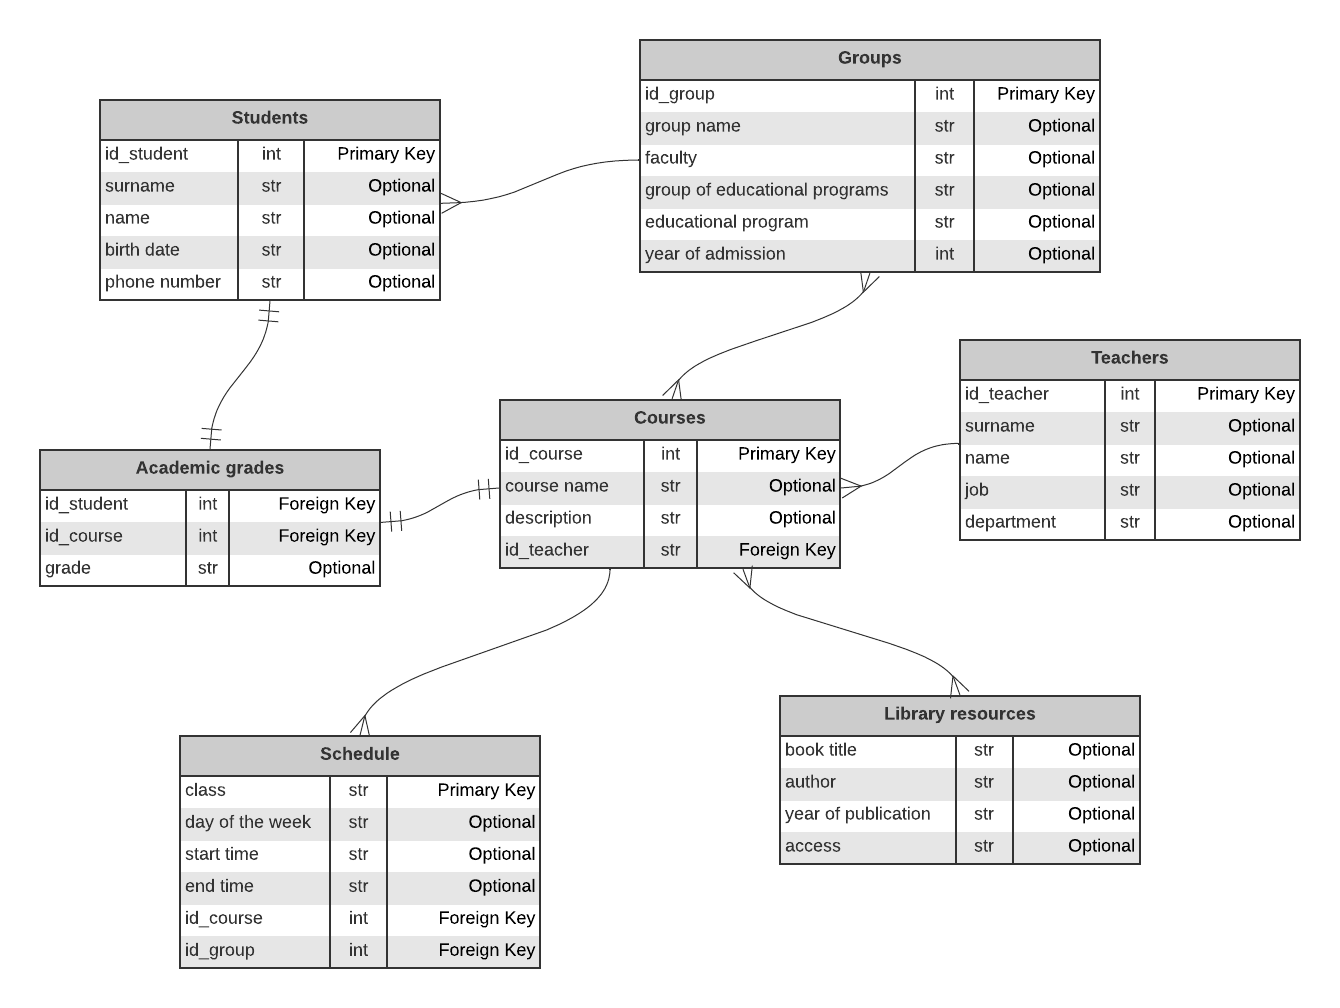 Groups
id_group int Primary Key
group name str Optional
faculty str Optional
group of educational programs str Optional
educational program str Optional
year of admission int Optional
Students
id_student int Primary Key
surname str Optional
name str Optional
birth date str Optional
phone number str Optional
Teachers
id_teacher int Primary Key
surname str Optional
name str Optional
job str Optional
department str Optional
Courses
id_course int Primary Key
course name str Optional
description str Optional
id_teacher str Foreign Key
Academic grades
id_student int Foreign Key
id_course int Foreign Key
grade str Optional
Library resources
book title str Optional
author str Optional
year of publication str Optional
access str Optional
Schedule
class str Primary Key
day of the week str Optional
start time str Optional
end time str Optional
id_course int Foreign Key
id_group int Foreign Key